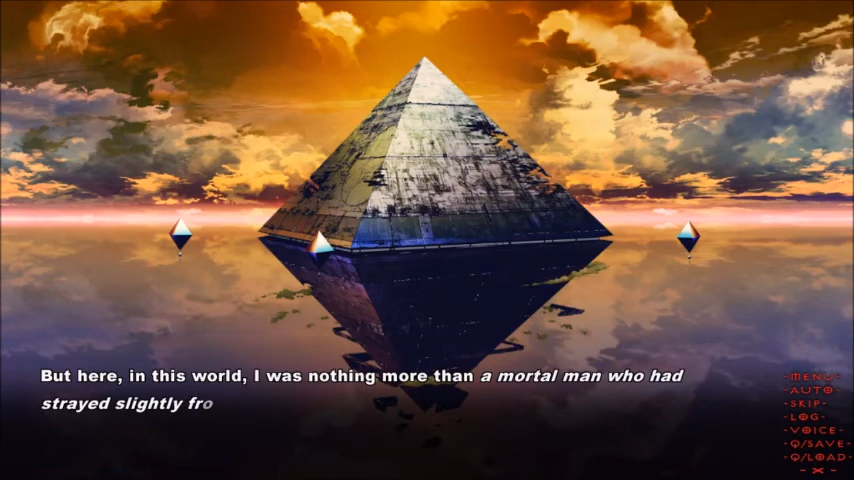 But here, in this world, I was nothing more than a mortal man who had
strayed slightly fro
-MENU-
-AUTO-
-SKIP-
-LOG-
-VOICE-
-Q/SAVE-
-Q/LOAD-
-X-